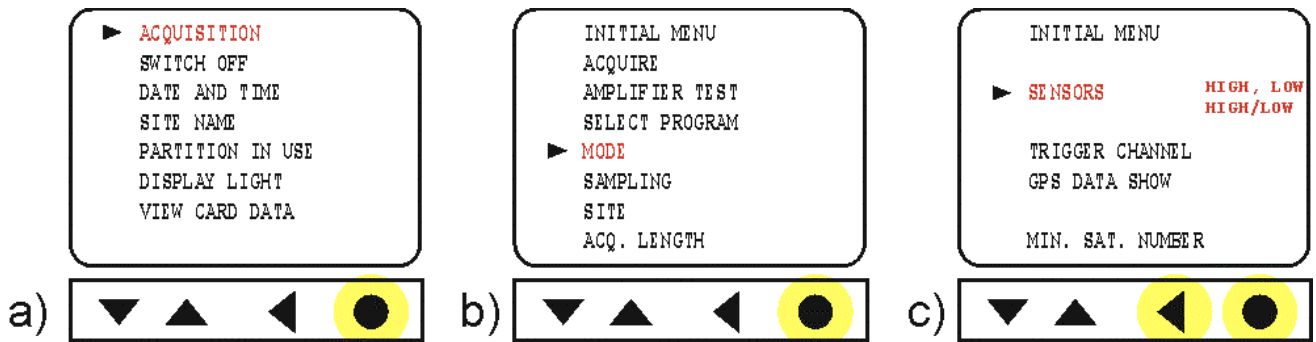 ACQUISITION
SWITCH OFF
DATE AND TIME
SITE NAME
PARTITION IN USE
DISPLAY LIGHT
VIEW CARD DATA
a)
INITIAL MENU
ACQUIRE
AMPLIFIER TEST
SELECT PROGRAM
MODE
SAMPLING
SITE
ACQ. LENGTH
b)
INITIAL MENU
SENSORS HIGH, LOW
HIGH/LOW
TRIGGER CHANNEL
GPS DATA SHOW
MIN. SAT. NUMBER
c)